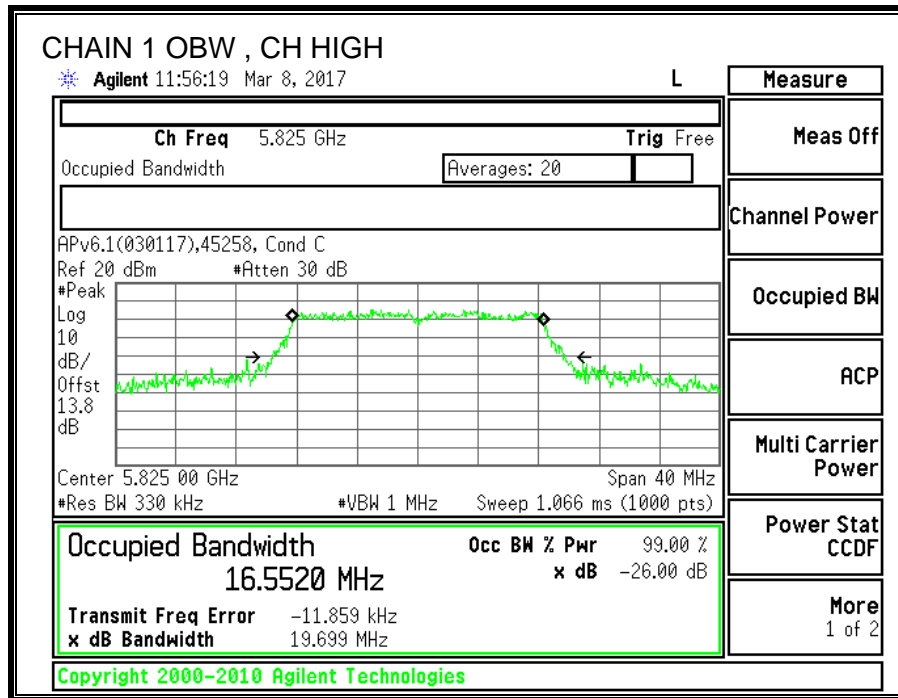 CHAIN 1 OBW , CH HIGH
Agilent 11:56:19 Mar 8, 2017 L
Measure
Ch Freq 5.825 GHz Trig Free
Meas Off
Occupied Bandwidth Averages: 20
Channel Power
APv6.1(030117),45258, Cond C
Ref 20 dBm #Atten 30 dB
#Peak
Log
10
dB/
Offst
13.8
dB
Occupied BW
ACP
Center 5.825 00 GHz Span 40 MHz
#Res BW 330 kHz #VBW 1 MHz Sweep 1.066 ms (1000 pts)
Multi Carrier
Power
Occupied Bandwidth Occ BW % Pwr 99.00 %
16.5520 MHz x dB -26.00 dB
Transmit Freq Error -11.859 kHz
x dB Bandwidth 19.699 MHz
Power Stat
CCDF
More
1 of 2
Copyright 2000-2010 Agilent Technologies